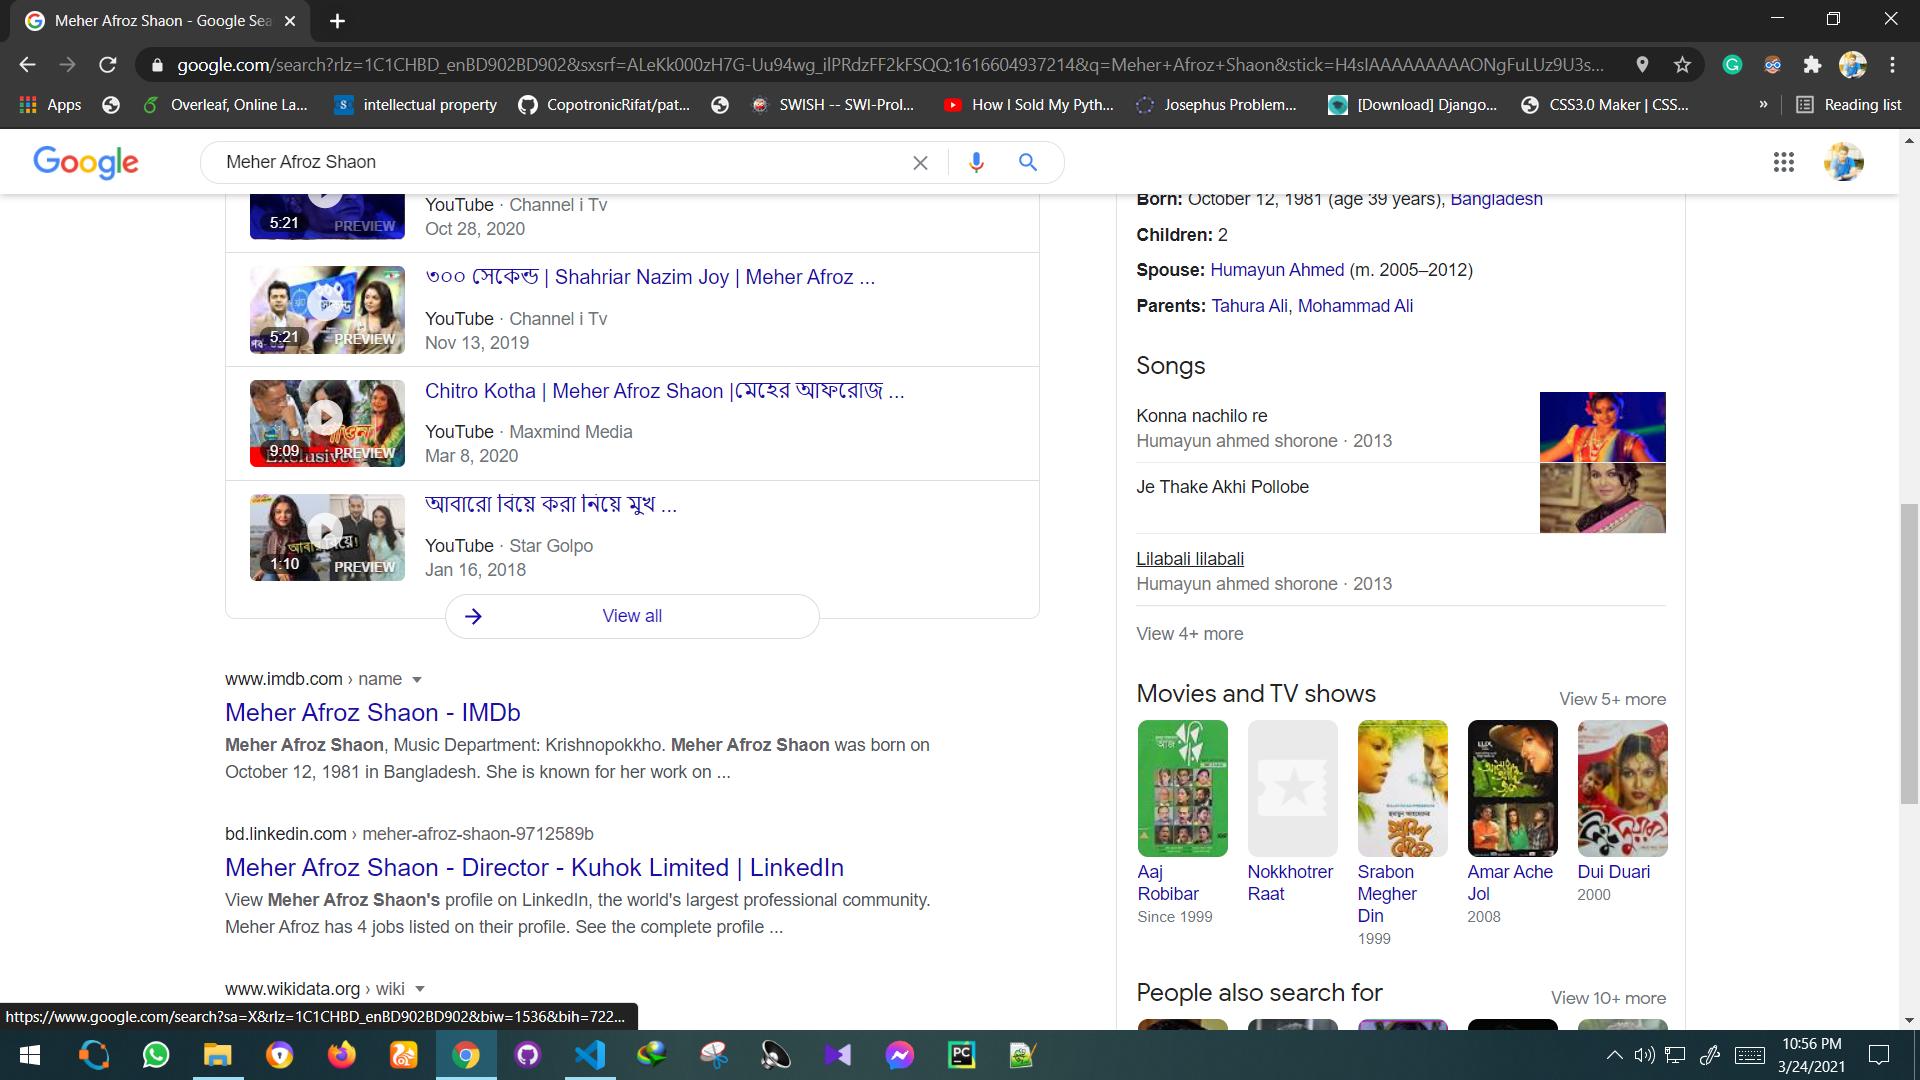 Meher Afroz Shaon - Google Sea
google.com/search?rlz=1C1CHBD_enBD902BD902&sxsrf=ALeKk000zH7G-Uu94wg_ilPRdzFF2kFSQQ:1616604937214&q=Meher+Afroz+Shaon&stick=H4sIAAAAAAAAAONgFuLUz9U3s...
Apps
Overleaf, Online La...
intellectual property
CopotronicRifat/pat...
SWISH -- SWI-Prol...
How I Sold My Pyth...
Josephus Problem...
[Download] Django...
CSS3.0 Maker | CSS...
»
Reading list
Google
Meher Afroz Shaon
5:21
PREVIEW
YouTube · Channel i Tv
Oct 28, 2020
5:21
PREVIEW
৩০০ সেকেন্ড | Shahriar Nazim Joy | Meher Afroz ...
YouTube · Channel i Tv
Nov 13, 2019
9:09
Exclusive
PREVIEW
Chitro Kotha | Meher Afroz Shaon |মেহের আফরোজ ...
YouTube · Maxmind Media
Mar 8, 2020
1:10
PREVIEW
আবারো বিয়ে করা নিয়ে মুখ ...
YouTube · Star Golpo
Jan 16, 2018
View all
www.imdb.com › name
Meher Afroz Shaon - IMDb
Meher Afroz Shaon, Music Department: Krishnopokkho. Meher Afroz Shaon was born on
October 12, 1981 in Bangladesh. She is known for her work on ...
bd.linkedin.com › meher-afroz-shaon-9712589b
Meher Afroz Shaon - Director - Kuhok Limited | LinkedIn
View Meher Afroz Shaon's profile on LinkedIn, the world's largest professional community.
Meher Afroz has 4 jobs listed on their profile. See the complete profile ...
www.wikidata.org › wiki
Born: October 12, 1981 (age 39 years), Bangladesh
Children: 2
Spouse: Humayun Ahmed (m. 2005–2012)
Parents: Tahura Ali, Mohammad Ali
Songs
Konna nachilo re
Humayun ahmed shorone · 2013
Je Thake Akhi Pollobe
Lilabali lilabali
Humayun ahmed shorone · 2013
View 4+ more
Movies and TV shows
View 5+ more
Aaj
Robibar
Since 1999
Nokkhotrer
Raat
Srabon
Megher
Din
1999
Amar Ache
Jol
2008
Dui Duari
2000
People also search for
View 10+ more
https://www.google.com/search?sa=X&rlz=1C1CHBD_enBD902BD902&biw=1536&bih=722...
PC
10:56 PM
3/24/2021